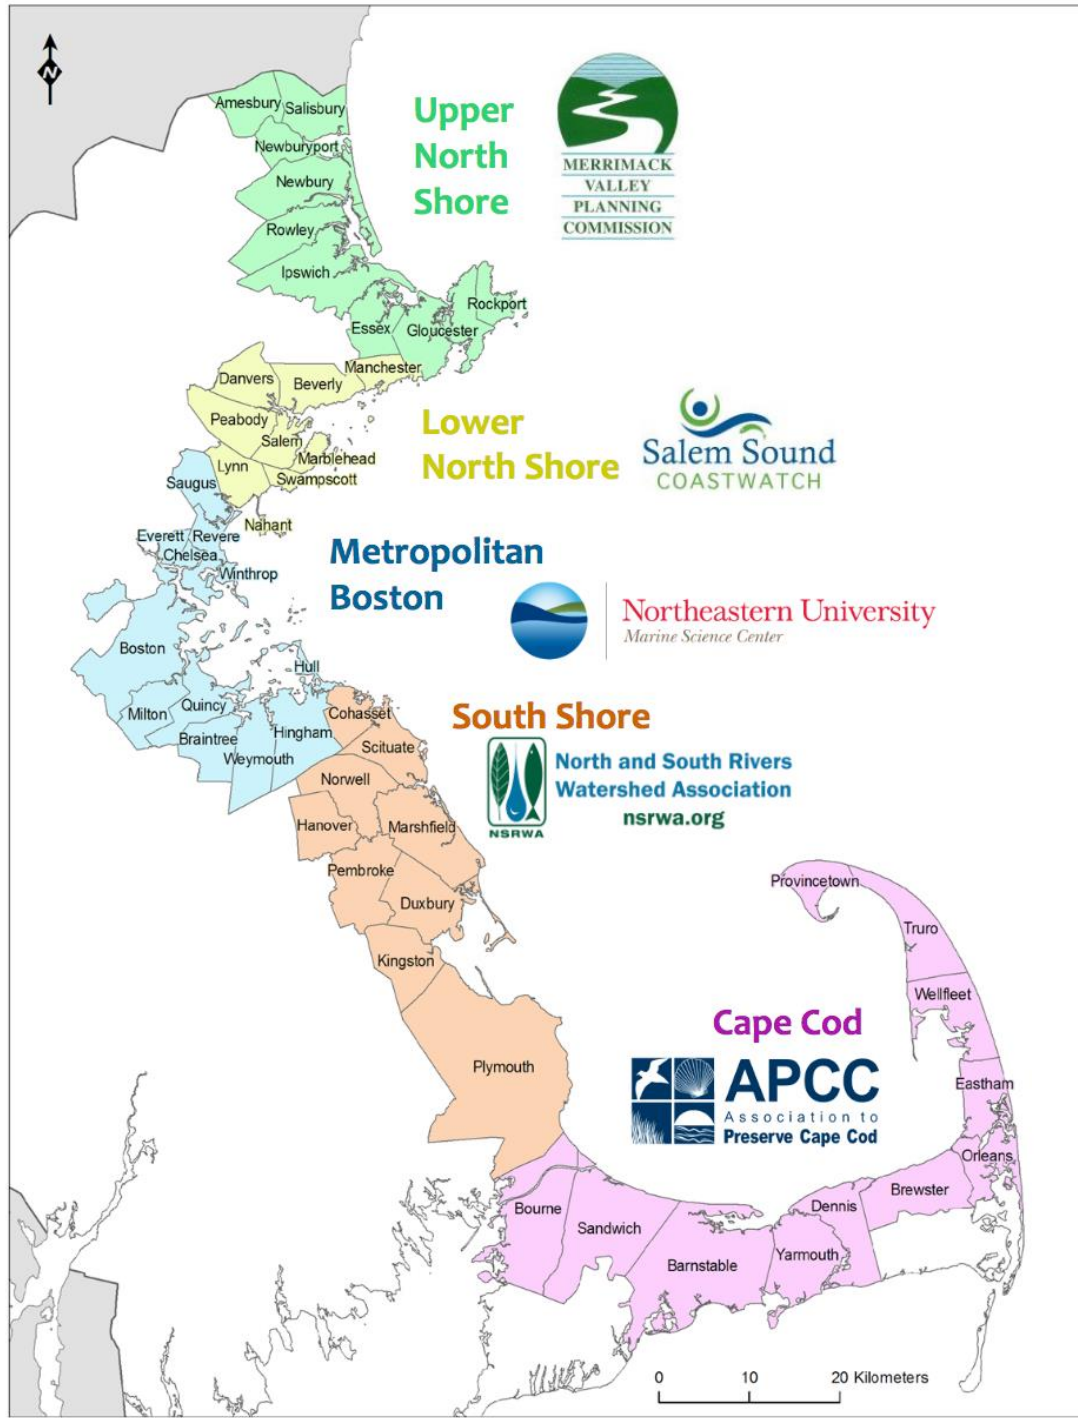 N
Amesbury
Salisbury
Newburyport
Newbury
Rowley
Ipswich
Essex
Gloucester
Rockport
Upper
North
Shore
MERRIMACK
VALLEY
PLANNING
COMMISSION
Manchester
Danvers
Beverly
Peabody
Salem
Marblehead
Lynn
Swampscott
Nahant
Lower
North Shore
Salem Sound
COASTWATCH
Saugus
Everett
Revere
Chelsea
Winthrop
Boston
Hull
Milton
Quincy
Braintree
Hingham
Weymouth
Metropolitan
Boston
Northeastern University
Marine Science Center
Cohasset
Scituate
Norwell
Hanover
Marshfield
Pembroke
Duxbury
Kingston
Plymouth
South Shore
NSRWA
North and South Rivers
Watershed Association
nsrwa.org
Provincetown
Truro
Wellfleet
Eastham
Orleans
Brewster
Dennis
Yarmouth
Barnstable
Sandwich
Bourne
Cape Cod
APCC
Association to
Preserve Cape Cod
0 10 20 Kilometers